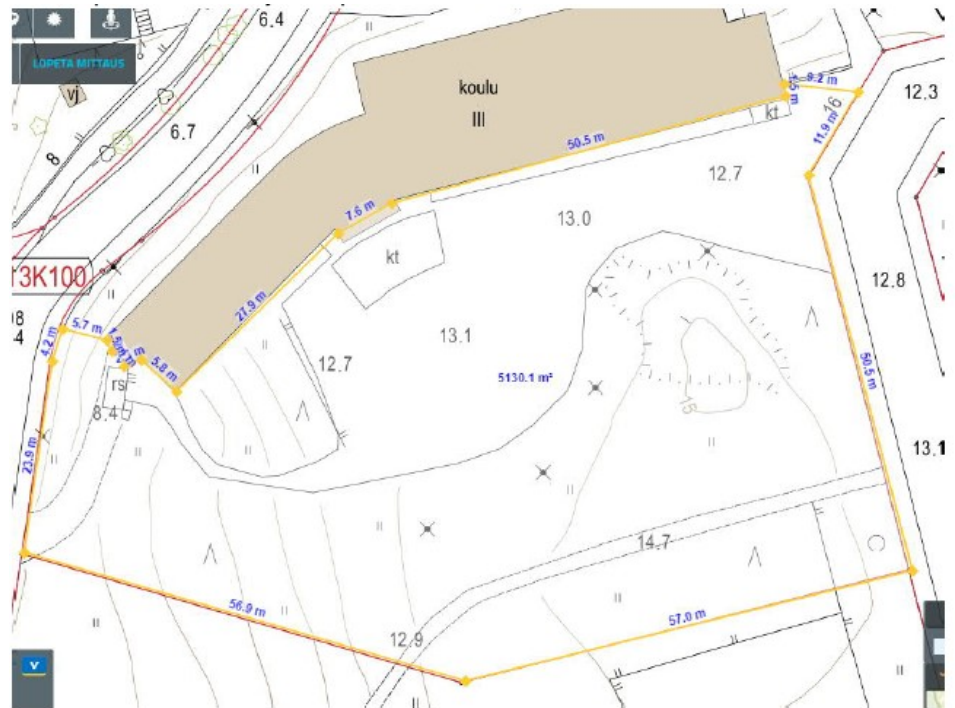 6.4
LOPETA MITTAUS
vj
koulu
III
9.2 m
1.5 m
16
12,3
6.7
8
kt
11.9 m
50.5 m
12.7
7.6 m
13.0
kt
13K100
12.8
27.9 m
5.7 m
13.1
4.2 m
5.8 m
12.7
5130.1 m²
50.5 m
rs
8.4
15
23.9 m
13.1
14.7
56.9 m
57.0 m
12.9
V